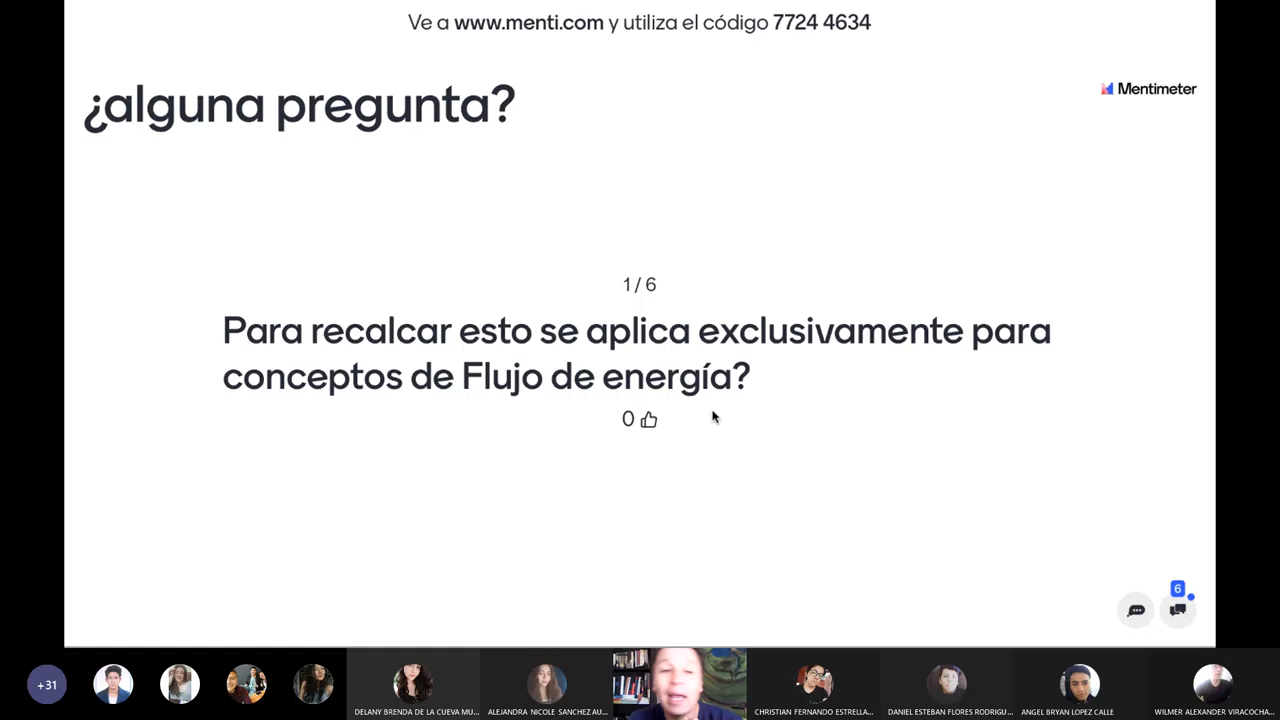 Ve a www.menti.com y utiliza el código 7724 4634
¿alguna pregunta?
Mentimeter
1 / 6
Para recalcar esto se aplica exclusivamente para
conceptos de Flujo de energía?
0
6
+31
DELANY BRENDA DE LA CUEVA MU...
ALEJANDRA NICOLE SANCHEZ AU...
CHRISTIAN FERNANDO ESTRELLA...
DANIEL ESTEBAN FLORES RODRIGU...
ANGEL BRYAN LOPEZ CALLE
WILMER ALEXANDER VIRACOCHA...